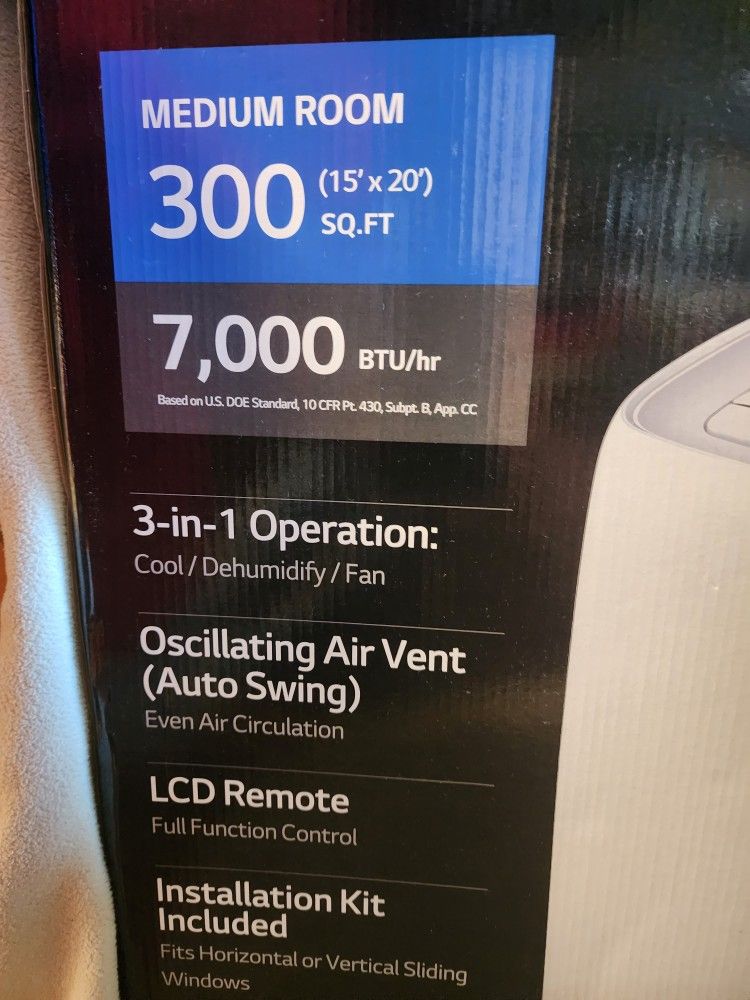 MEDIUM ROOM
300 (15' x 20')
SQ.FT
7,000 BTU/hr
Based on U.S. DOE Standard, 10 CFR Pt. 430, Subpt. B, App. CC
3-in-1 Operation:
Cool / Dehumidify / Fan
Oscillating Air Vent
(Auto Swing)
Even Air Circulation
LCD Remote
Full Function Control
Installation Kit
Included
Fits Horizontal or Vertical Sliding
Windows